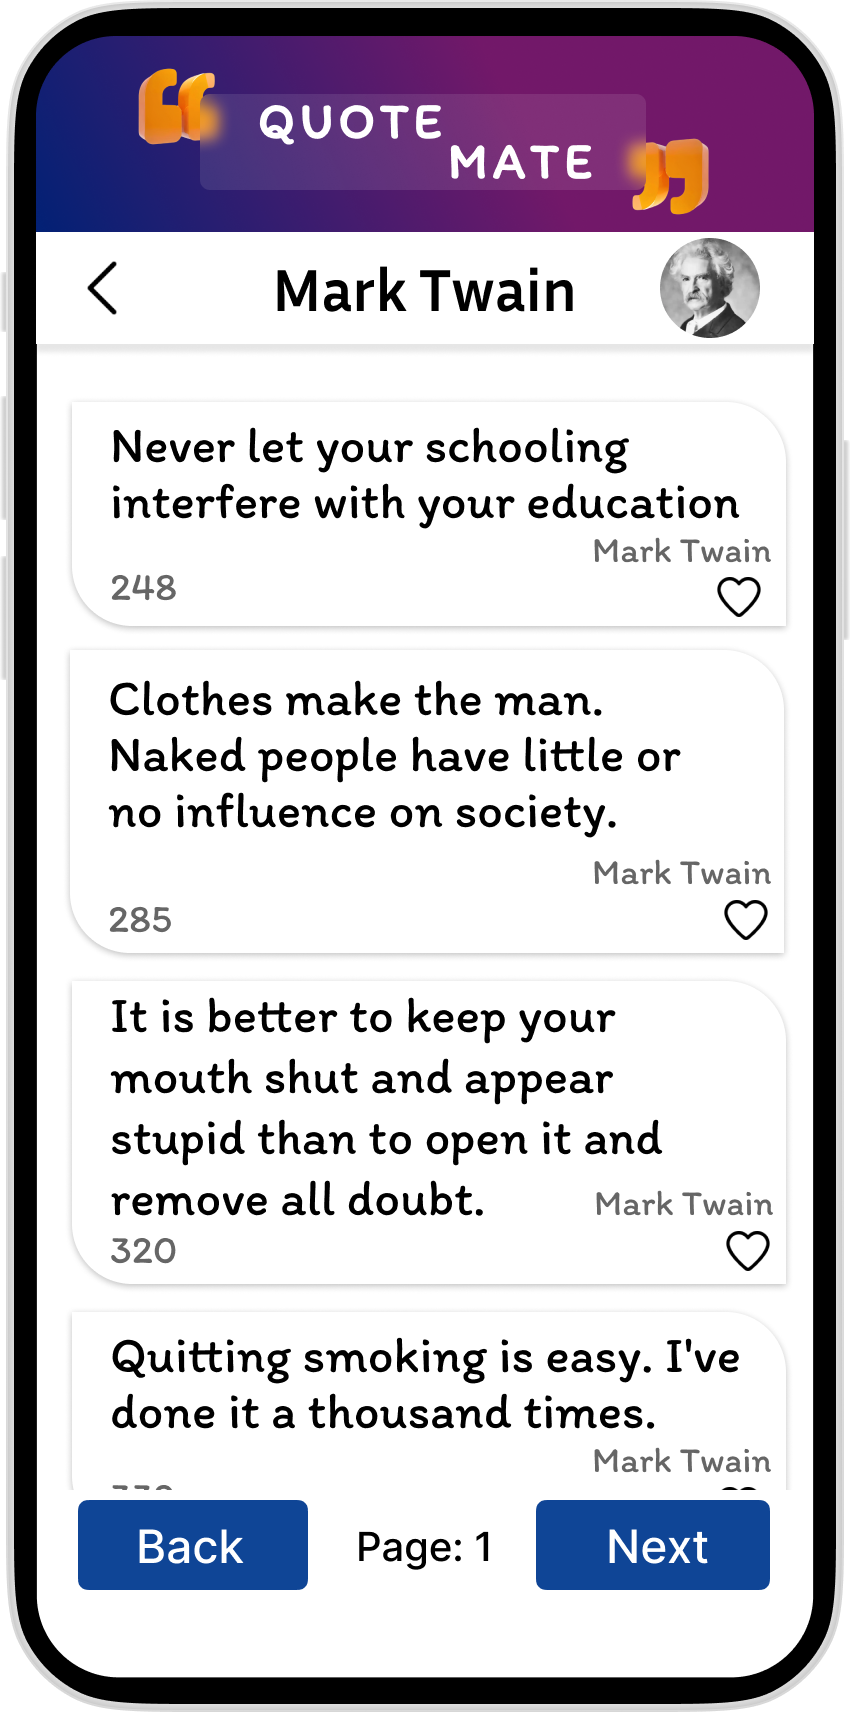 QUOTE
MATE
Mark Twain
Never let your schooling
interfere with your education
Mark Twain
248
Clothes make the man.
Naked people have little or
no influence on society.
Mark Twain
285
It is better to keep your
mouth shut and appear
stupid than to open it and
remove all doubt.
Mark Twain
320
Quitting smoking is easy. I've
done it a thousand times.
Mark Twain
Back
Page: 1
Next